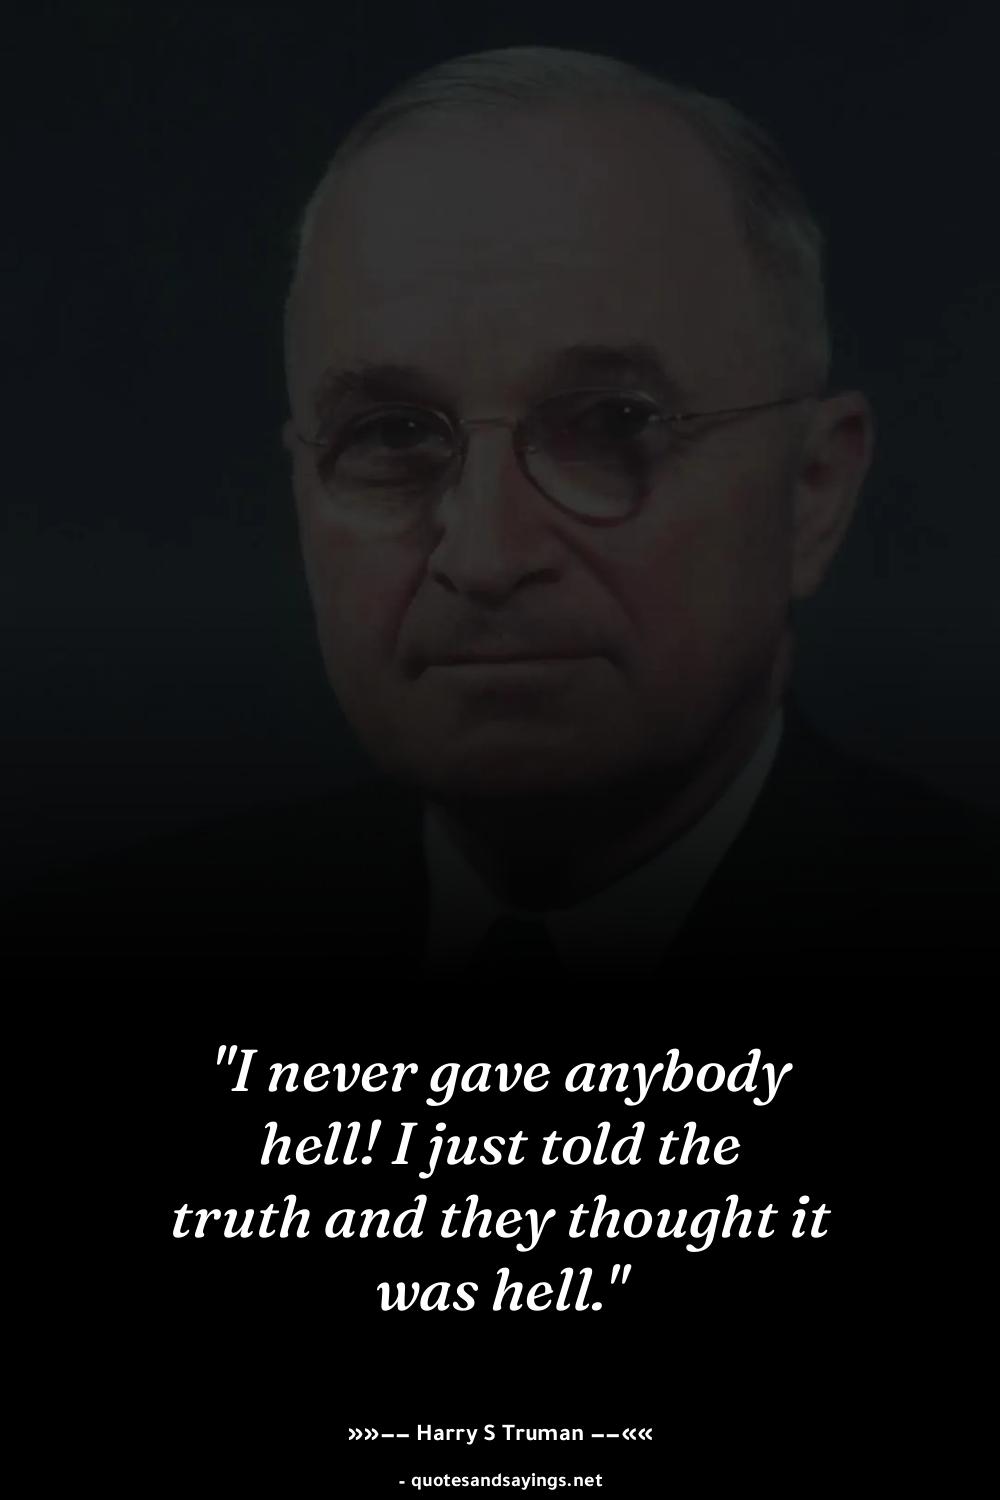 "I never gave anybody
hell! I just told the
truth and they thought it
was hell."
»»–– Harry S Truman ––««
- quotesandsayings.net